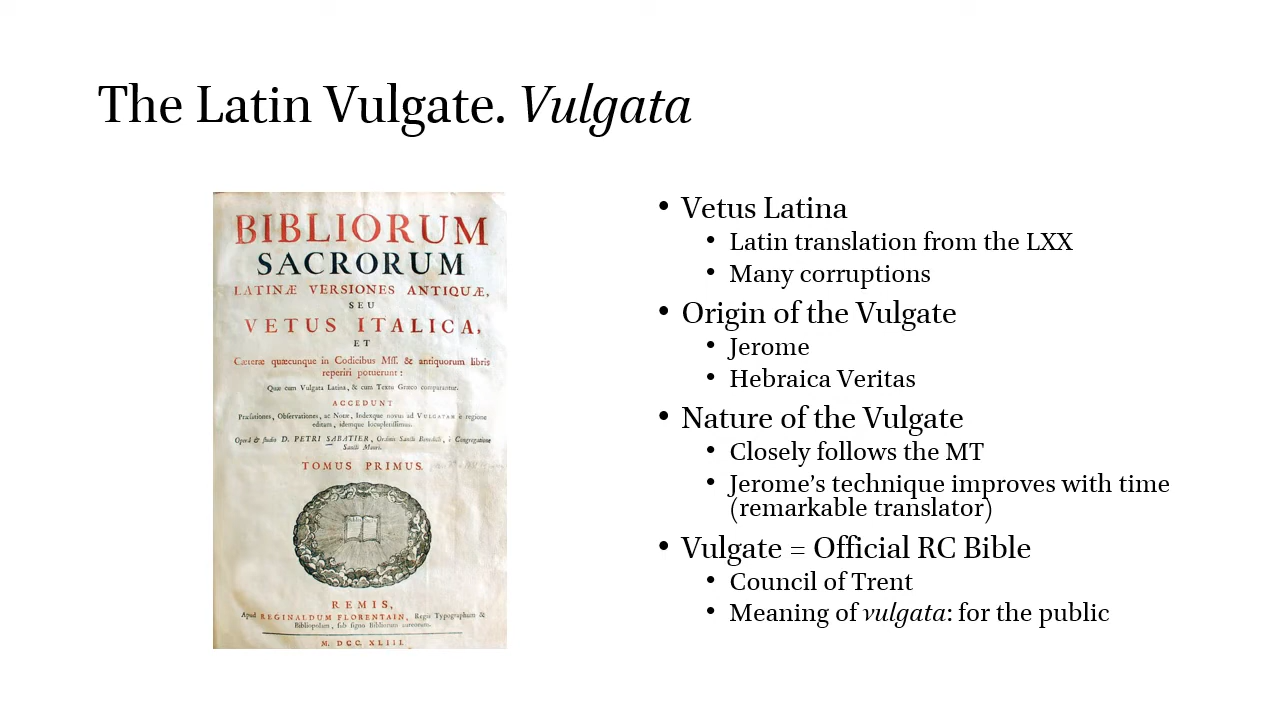 The Latin Vulgate. Vulgata
BIBLIORUM
SACRORUM
LATINÆ VERSIONES ANTIQUÆ,
SEU
VETUS ITALICA,
ET
Cæteræ quæcunque in Codicibus Mſſ. & antiquorum libris
reperiri potuerunt :
Quæ cum Vulgata Latina, & cum Textu Græco comparantur.
ACCEDUNT
Præfationes, Obſervationes, ac Notæ, Indexque novus ad VULGATAM è regione
editam, idemque locupletiſſimus.
Operâ & ſtudio D. PETRI SABATIER, Ordinis Sancti Benedicti, è Congregatione
Sancti Mauri.
TOMUS PRIMUS
REMIS,
Apud REGINALDUM FLORENTAIN, Regis Typographum &
Bibliopolam, ſub ſigno Bibliorum aureorum.
M. DCC. XLIII.
• Vetus Latina
• Latin translation from the LXX
• Many corruptions
• Origin of the Vulgate
• Jerome
• Hebraica Veritas
• Nature of the Vulgate
• Closely follows the MT
• Jerome’s technique improves with time
(remarkable translator)
• Vulgate = Official RC Bible
• Council of Trent
• Meaning of vulgata: for the public